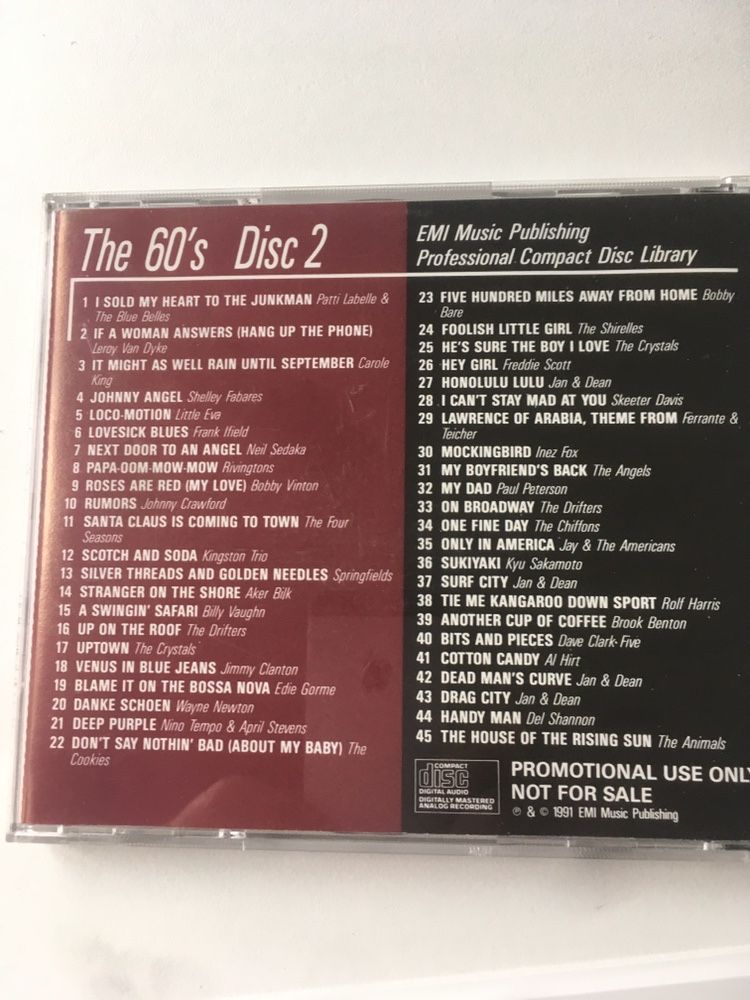 The 60's Disc 2
1 I SOLD MY HEART TO THE JUNKMAN Patti Labelle &
The Blue Belles
2 IF A WOMAN ANSWERS (HANG UP THE PHONE)
Leroy Van Dyke
3 IT MIGHT AS WELL RAIN UNTIL SEPTEMBER Carole
King
4 JOHNNY ANGEL Shelley Fabares
5 LOCO-MOTION Little Eva
6 LOVESICK BLUES Frank Ifield
7 NEXT DOOR TO AN ANGEL Neil Sedaka
8 PAPA-OOM-MOW-MOW Rivingtons
9 ROSES ARE RED (MY LOVE) Bobby Vinton
10 RUMORS Johnny Crawford
11 SANTA CLAUS IS COMING TO TOWN The Four
Seasons
12 SCOTCH AND SODA Kingston Trio
13 SILVER THREADS AND GOLDEN NEEDLES Springfields
14 STRANGER ON THE SHORE Aker Bilk
15 A SWINGIN' SAFARI Billy Vaughn
16 UP ON THE ROOF The Drifters
17 UPTOWN The Crystals
18 VENUS IN BLUE JEANS Jimmy Clanton
19 BLAME IT ON THE BOSSA NOVA Edie Gorme
20 DANKE SCHOEN Wayne Newton
21 DEEP PURPLE Nino Tempo & April Stevens
22 DON'T SAY NOTHIN' BAD (ABOUT MY BABY) The
Cookies
EMI Music Publishing
Professional Compact Disc Library
23 FIVE HUNDRED MILES AWAY FROM HOME Bobby
Bare
24 FOOLISH LITTLE GIRL The Shirelles
25 HE'S SURE THE BOY I LOVE The Crystals
26 HEY GIRL Freddie Scott
27 HONOLULU LULU Jan & Dean
28 I CAN'T STAY MAD AT YOU Skeeter Davis
29 LAWRENCE OF ARABIA, THEME FROM Ferrante &
Teicher
30 MOCKINGBIRD Inez Fox
31 MY BOYFRIEND'S BACK The Angels
32 MY DAD Paul Peterson
33 ON BROADWAY The Drifters
34 ONE FINE DAY The Chiffons
35 ONLY IN AMERICA Jay & The Americans
36 SUKIYAKI Kyu Sakamoto
37 SURF CITY Jan & Dean
38 TIE ME KANGAROO DOWN SPORT Rolf Harris
39 ANOTHER CUP OF COFFEE Brook Benton
40 BITS AND PIECES Dave Clark Five
41 COTTON CANDY Al Hirt
42 DEAD MAN'S CURVE Jan & Dean
43 DRAG CITY Jan & Dean
44 HANDY MAN Del Shannon
45 THE HOUSE OF THE RISING SUN The Animals
COMPACT
disc
DIGITAL AUDIO
DIGITALLY MASTERED
ANALOG RECORDING
PROMOTIONAL USE ONLY
NOT FOR SALE
℗ & © 1991 EMI Music Publishing